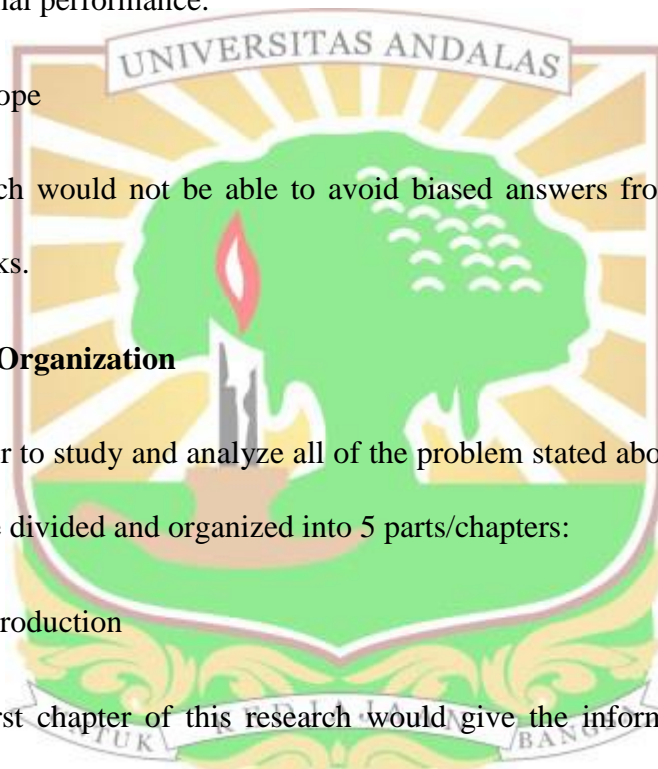 nal performance.
UNIVERSITAS ANDALAS
ope
ch would not be able to avoid biased answers fro
ks.
Organization
r to study and analyze all of the problem stated abo
e divided and organized into 5 parts/chapters:
roduction
rst chapter of this research would give the inform